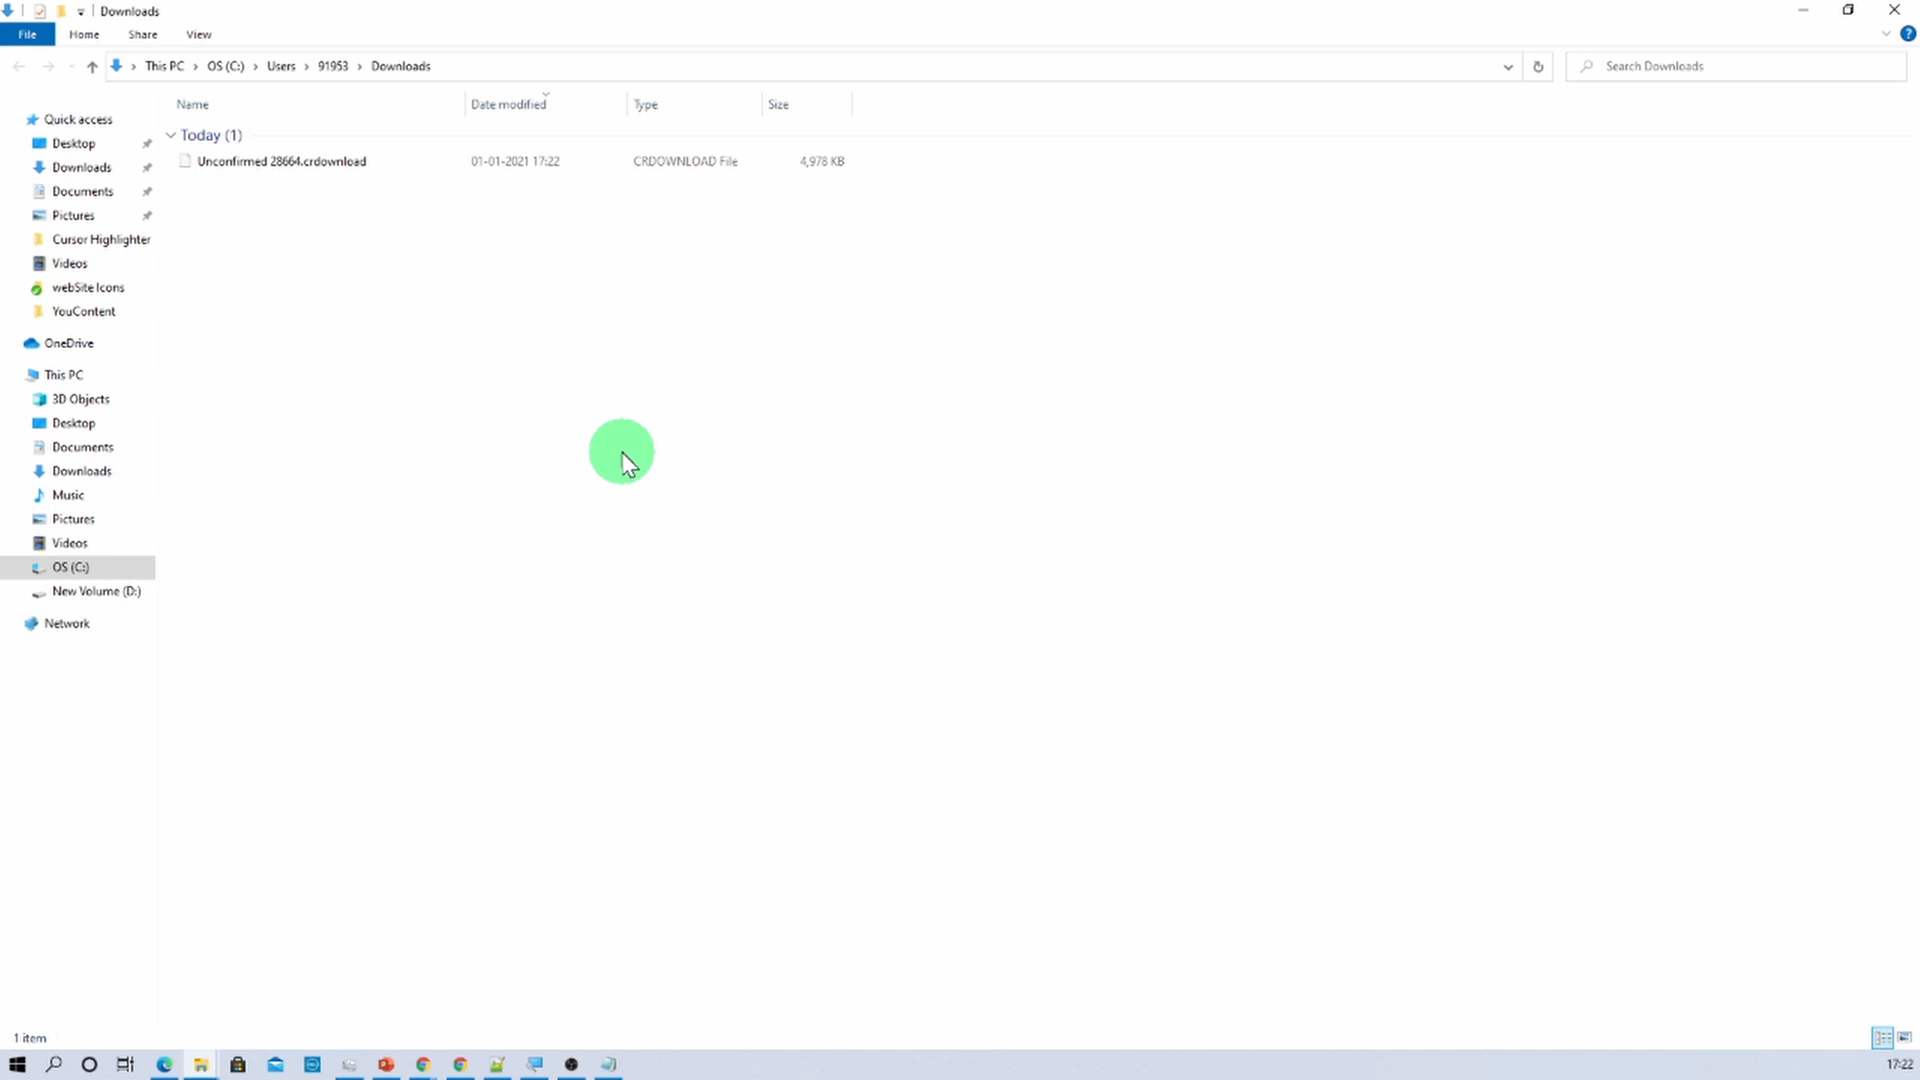 Downloads
File Home Share View
This PC > OS (C:) > Users > 91953 > Downloads
Search Downloads
Name Date modified Type Size
Today (1)
Unconfirmed 28664.crdownload 01-01-2021 17:22 CRDOWNLOAD File 4,978 KB
Quick access
Desktop
Downloads
Documents
Pictures
Cursor Highlighter
Videos
webSite Icons
YouContent
OneDrive
This PC
3D Objects
Desktop
Documents
Downloads
Music
Pictures
Videos
OS (C:)
New Volume (D:)
Network
1 item
17:22